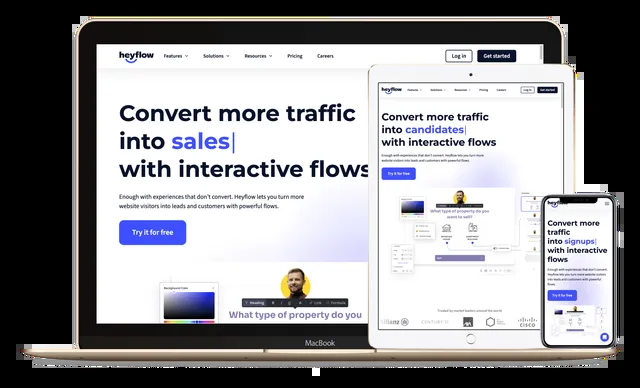 heyflow
Features
Solutions
Resources
Pricing
Careers
Log in
Get started
Convert more traffic
into sales
with interactive flows
Enough with experiences that don't convert. Heyflow lets you turn more
website visitors into leads and customers with powerful flows.
Try it for free
Background Color
Heading
B
I
U
S
Link
Formula
What type of property do you
MacBook
heyflow
Features
Solutions
Resources
Pricing
Careers
Log in
Get started
Convert more traffic
into candidates
with interactive flows
Enough with experiences that don't convert. Heyflow lets you turn more
website visitors into leads and customers with powerful flows.
Try it for free
What type of property do you
want to sell?
Trusted by market leaders around the world
Allianz
CENTURY 21
AXA
CISCO
heyflow
Convert more
traffic
into signups
with interactive
flows
Enough with experiences that don't convert.
Heyflow lets you turn more website visitors
into leads and customers with powerful flows.
Try it for free